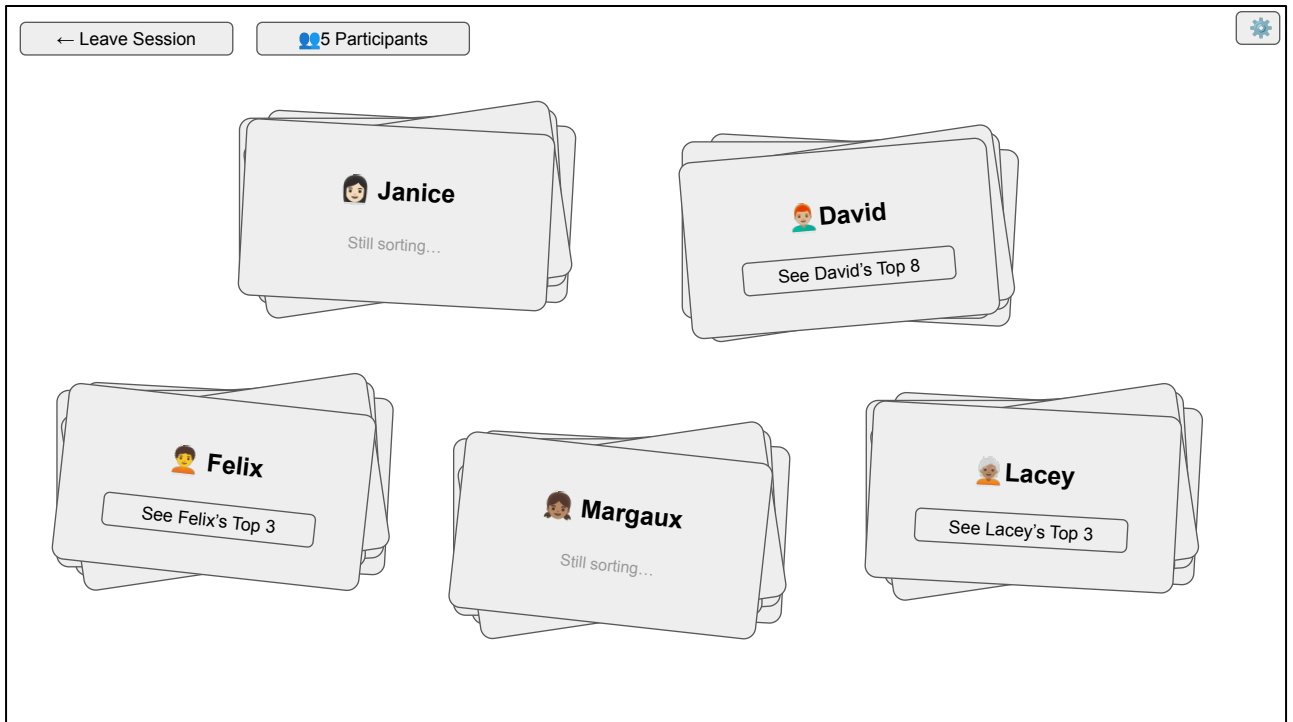 ← Leave Session
👥5 Participants
⚙️
👩🏻 Janice
Still sorting…
👨🏼‍🦰David
See David’s Top 8
🧑‍🦱 Felix
See Felix’s Top 3
👧🏽 Margaux
Still sorting…
🧑🏽‍🦳Lacey
See Lacey’s Top 3